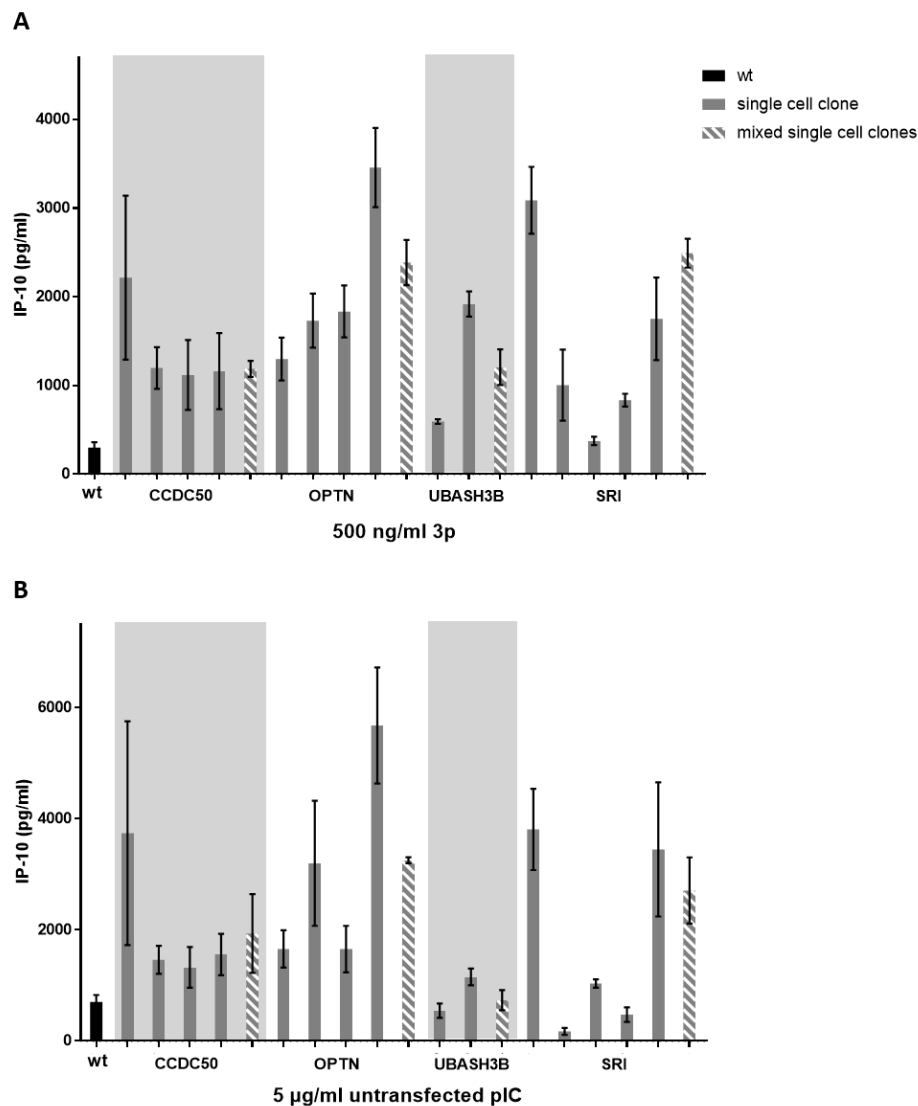 A
wt
single cell clone
mixed single cell clones
IP-10 (pg/ml)
4000
3000
2000
1000
0
wt CCDC50 OPTN UBASH3B SRI
500 ng/ml 3p
B
IP-10 (pg/ml)
6000
4000
2000
0
wt CCDC50 OPTN UBASH3B SRI
5 µg/ml untransfected pIC